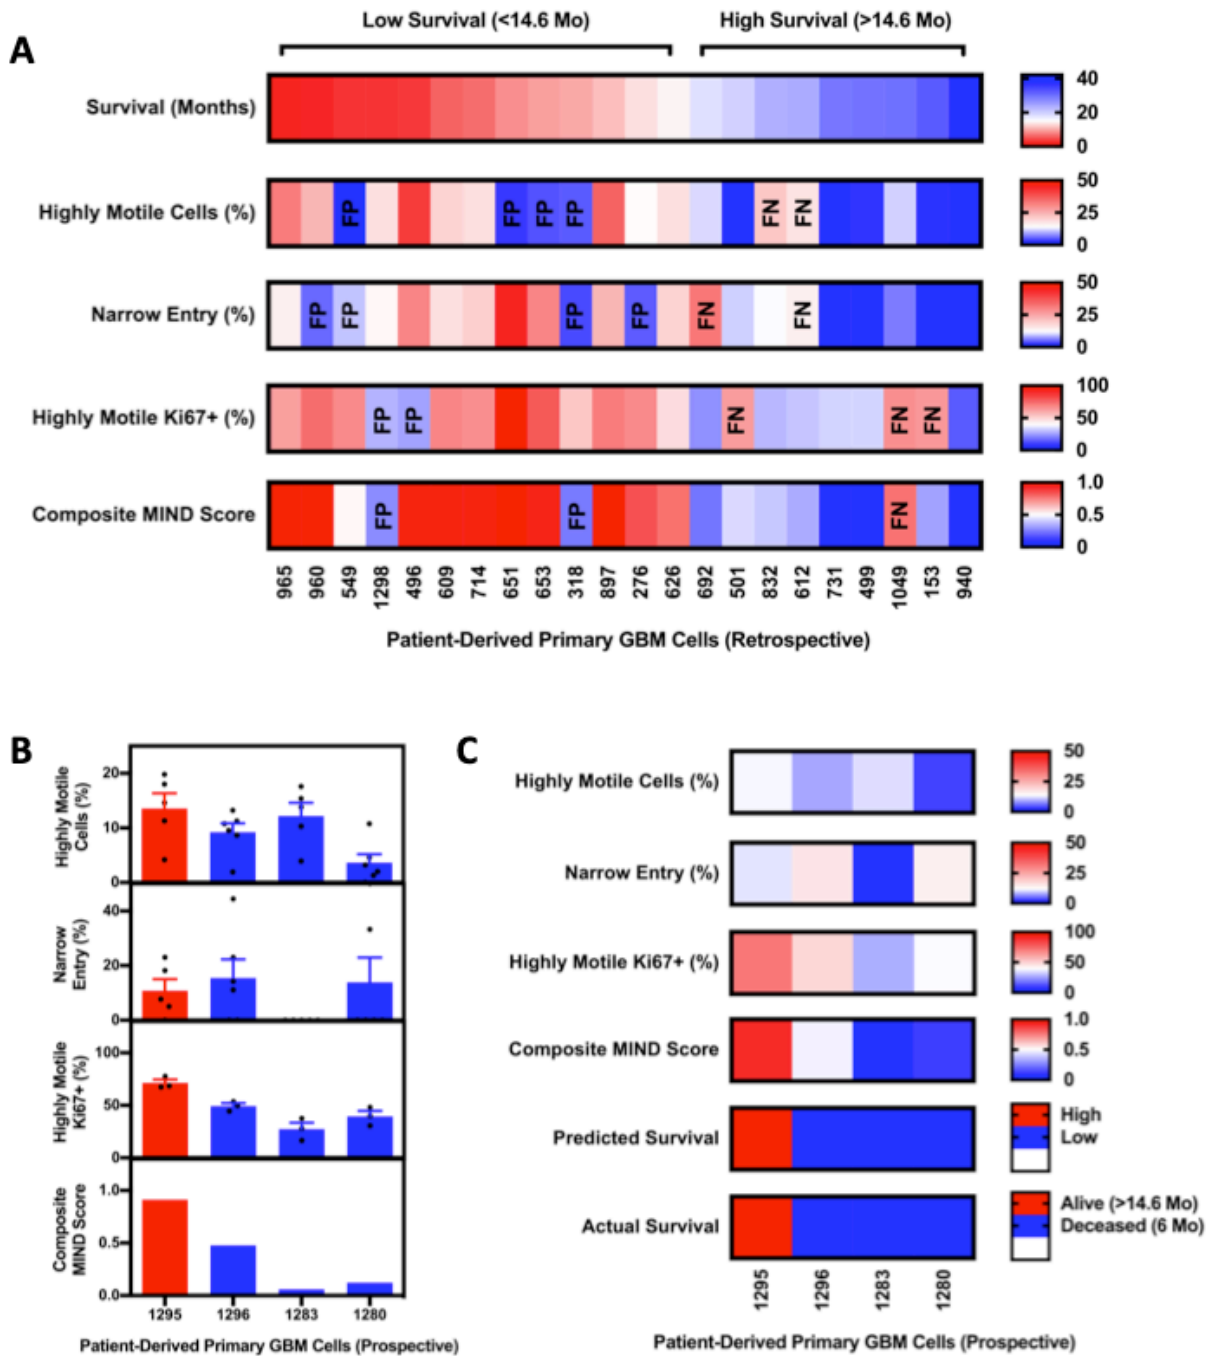 A
Low Survival (<14.6 Mo)
High Survival (>14.6 Mo)
Survival (Months)
40
20
0
Highly Motile Cells (%)
FP
FP
FP
FP
FN
FN
50
25
0
Narrow Entry (%)
FP
FP
FP
FP
FN
FN
50
25
0
Highly Motile Ki67+ (%)
FP
FP
FN
FN
FN
100
50
0
Composite MIND Score
FP
FP
FN
1.0
0.5
0
965
960
549
1298
496
609
714
651
653
318
897
276
626
692
501
832
612
731
499
1049
153
940
Patient-Derived Primary GBM Cells (Retrospective)
B
Highly Motile
Cells (%)
20
10
0
Narrow
Entry (%)
40
20
0
Highly Motile
Ki67+ (%)
100
50
0
Composite
MIND Score
1.0
0.5
0.0
1295
1296
1283
1280
Patient-Derived Primary GBM Cells (Prospective)
C
Highly Motile Cells (%)
50
25
0
Narrow Entry (%)
50
25
0
Highly Motile Ki67+ (%)
100
50
0
Composite MIND Score
1.0
0.5
0
Predicted Survival
High
Low
Actual Survival
Alive (>14.6 Mo)
Deceased (6 Mo)
1295
1296
1283
1280
Patient-Derived Primary GBM Cells (Prospective)